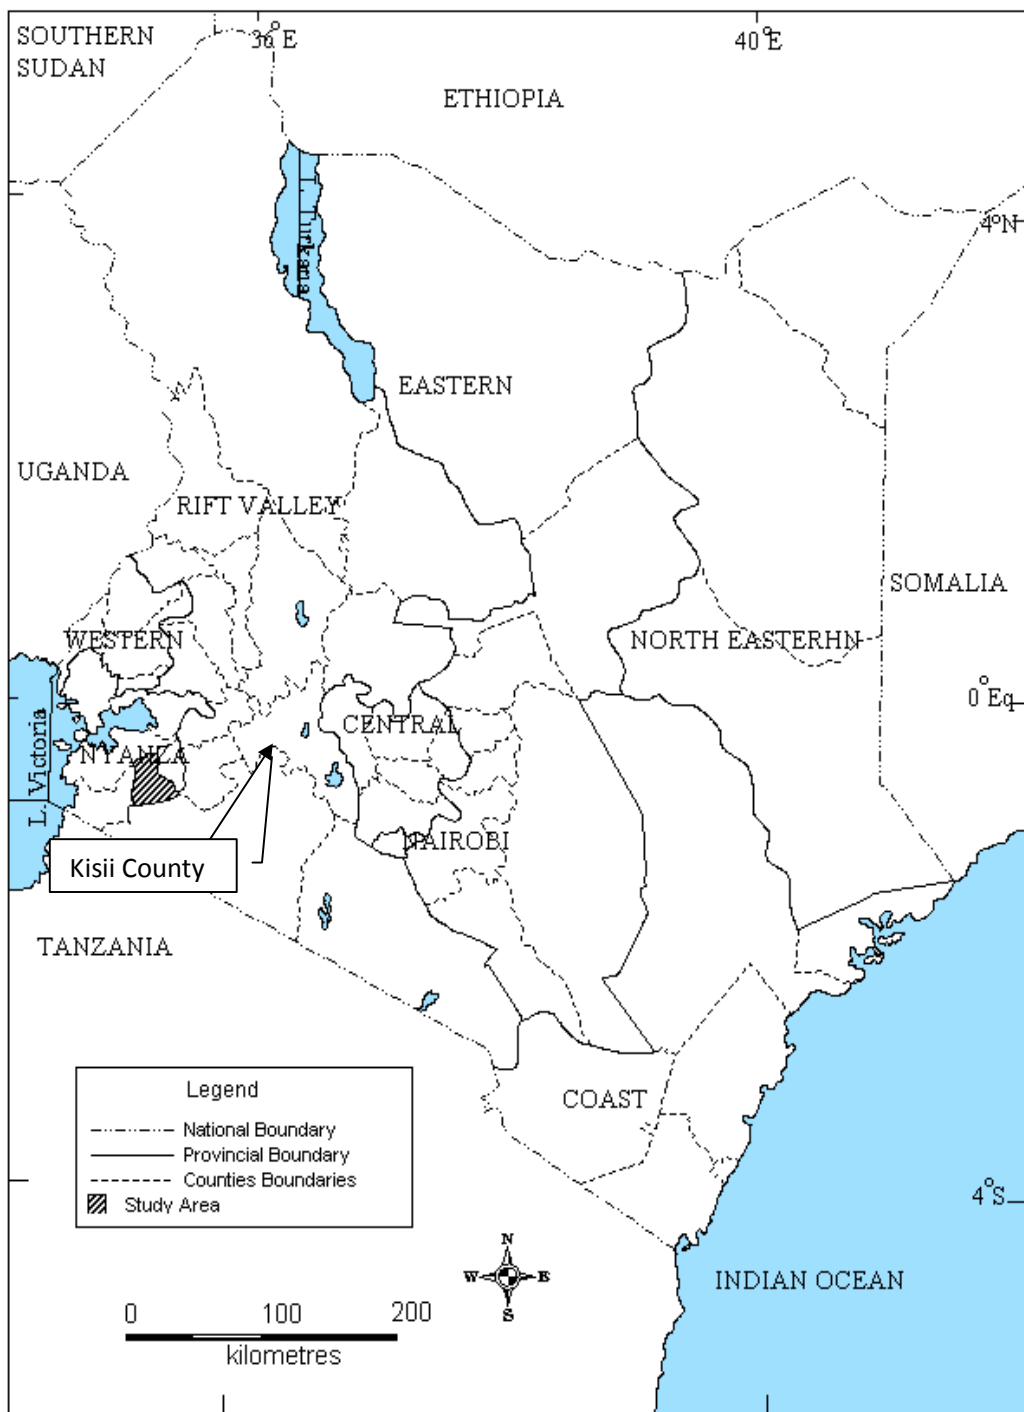 SOUTHERN
SUDAN
36°E
40°E
ETHIOPIA
4°N
L. Turkana
EASTERN
UGANDA
RIFT VALLEY
SOMALIA
WESTERN
NORTH EASTERHN
0°Eq
L. Victoria
CENTRAL
NYANZA
NAIROBI
Kisii County
TANZANIA
Legend
National Boundary
Provincial Boundary
Counties Boundaries
Study Area
COAST
4°S
N
W E
S
INDIAN OCEAN
0 100 200
kilometres